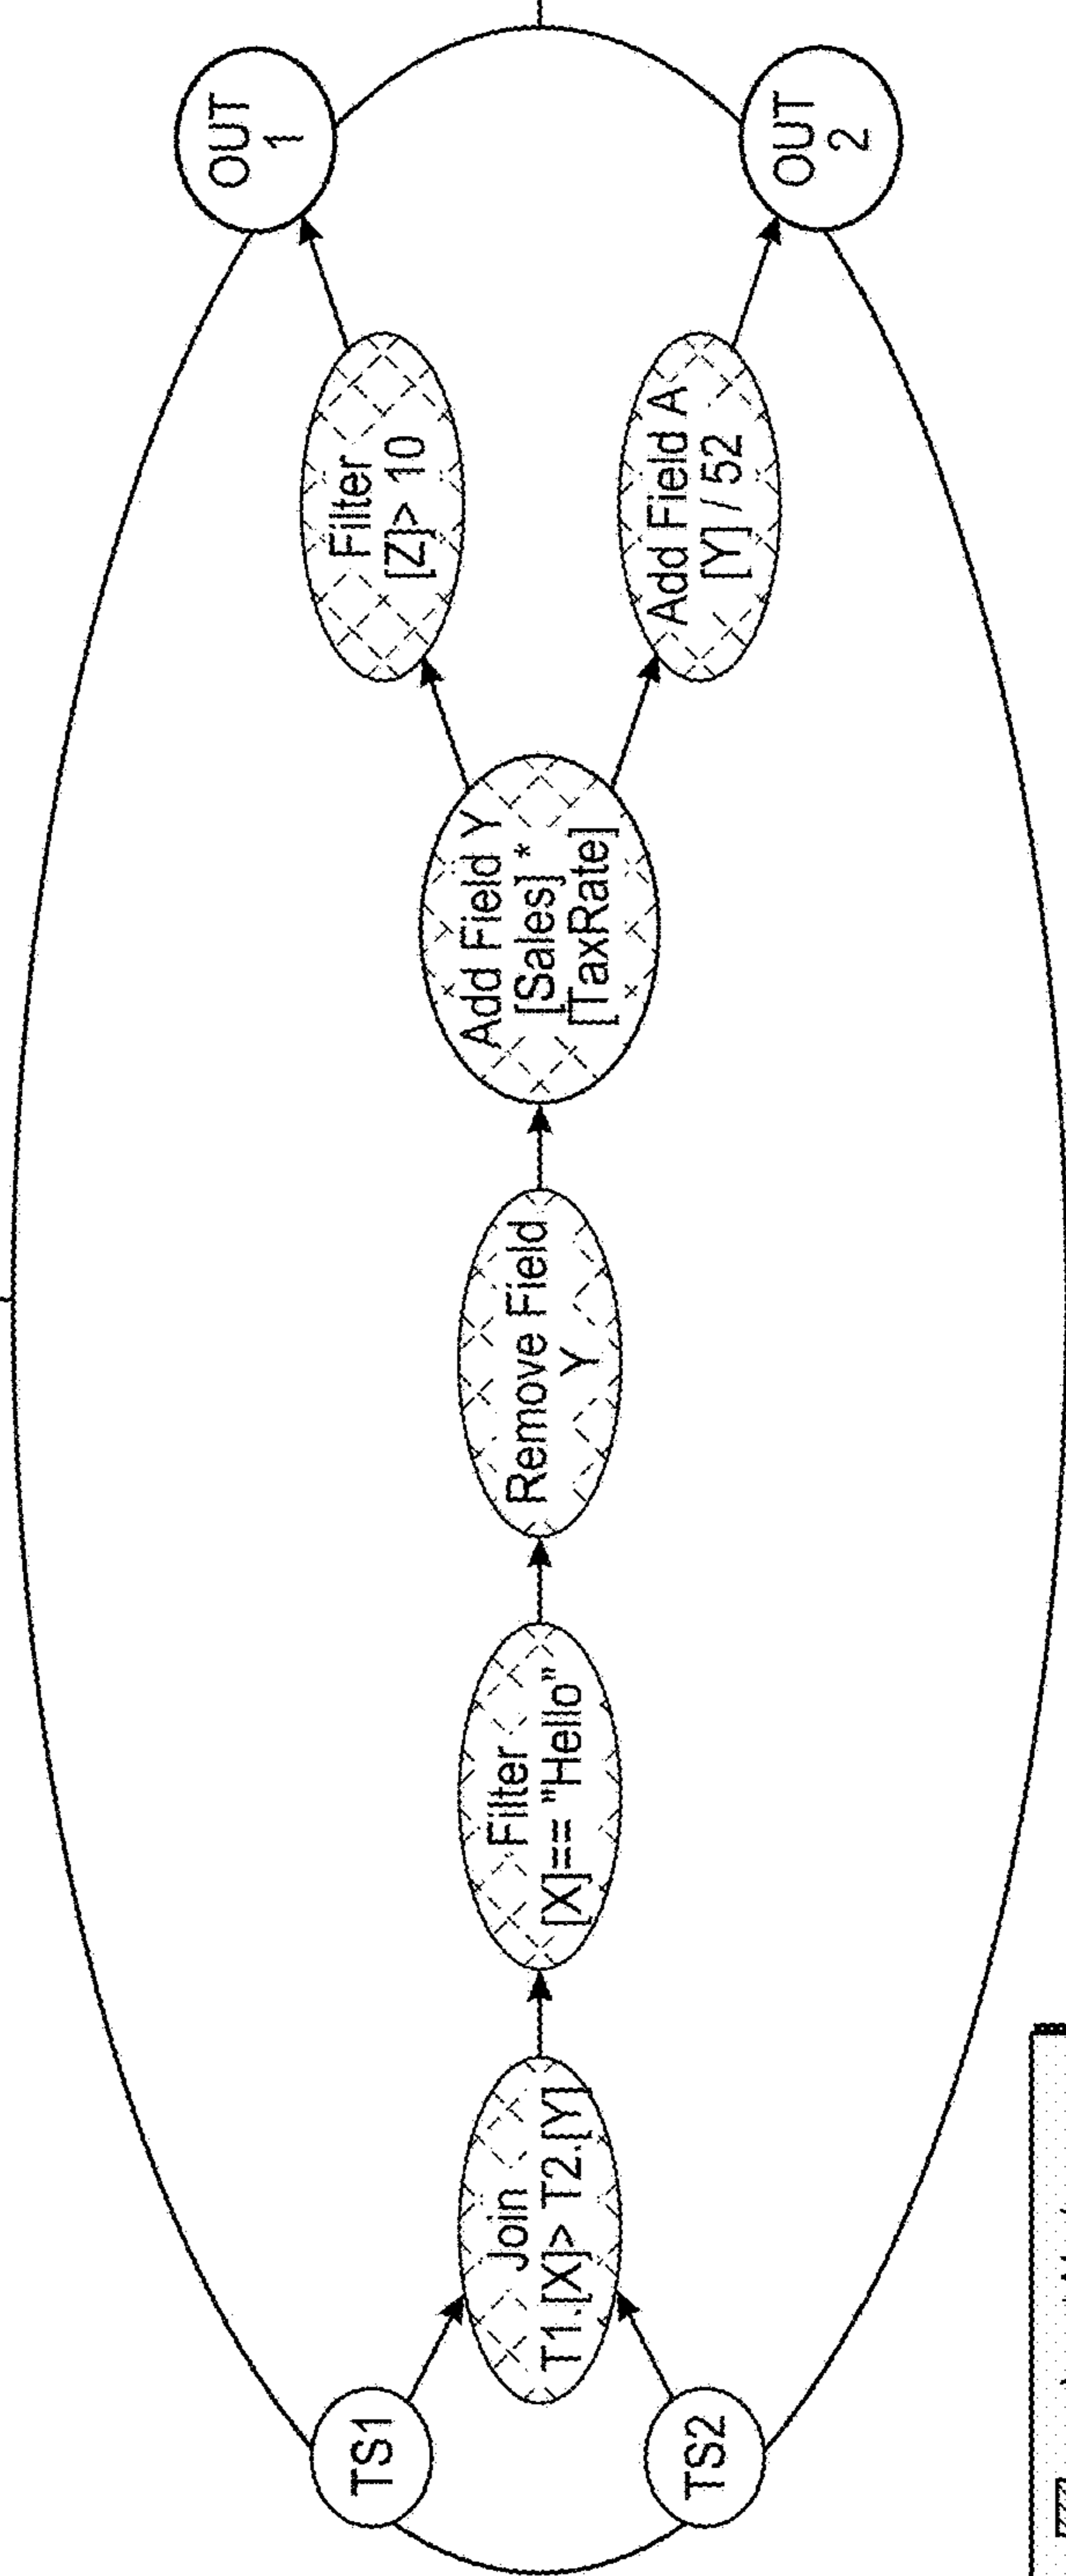 TS1
TS2
Join
T1.[X]> T2.[Y]
Filter
[X]== "Hello"
Remove Field
Y
Add Field Y
[Sales] *
[TaxRate]
Filter
[Z]> 10
Add Field A
[Y] / 52
OUT
1
OUT
2